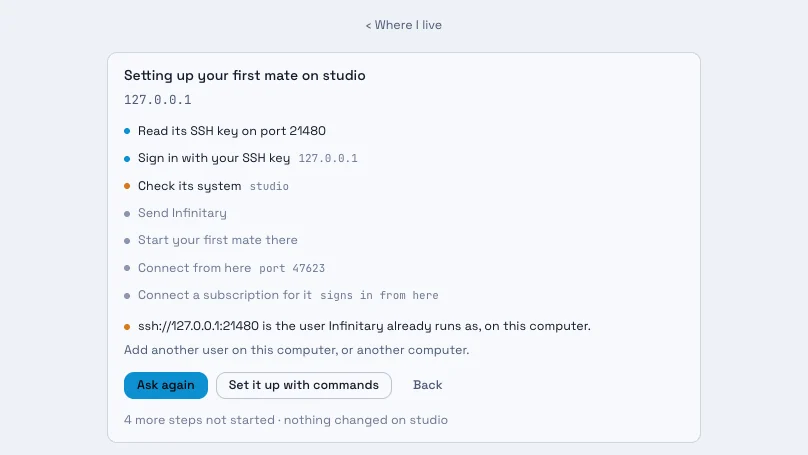 ‹ Where I live
Setting up your first mate on studio
127.0.0.1
Read its SSH key on port 21480
Sign in with your SSH key 127.0.0.1
Check its system studio
Send Infinitary
Start your first mate there
Connect from here port 47623
Connect a subscription for it signs in from here
ssh://127.0.0.1:21480 is the user Infinitary already runs as, on this computer.
Add another user on this computer, or another computer.
Ask again Set it up with commands Back
4 more steps not started · nothing changed on studio